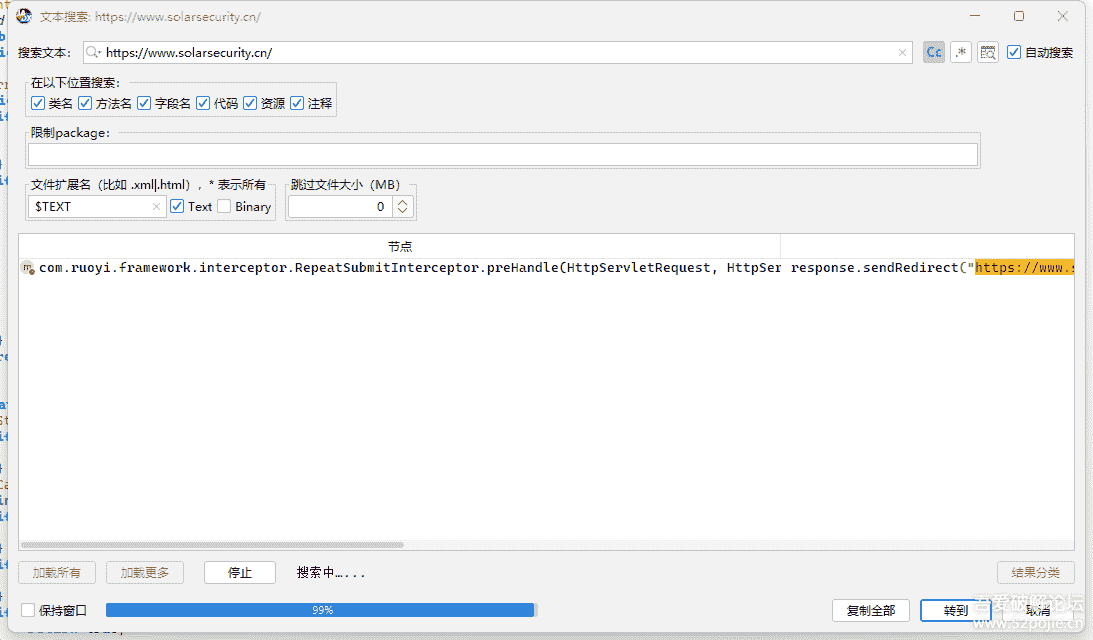 文本搜索: https://www.solarsecurity.cn/
搜索文本: https://www.solarsecurity.cn/ Cc .* 自动搜索
在以下位置搜索:
类名 方法名 字段名 代码 资源 注释
限制package:
文件扩展名（比如 .xml|.html），* 表示所有 跳过文件大小（MB）
$TEXT Text Binary 0
节点
com.ruoyi.framework.interceptor.RepeatSubmitInterceptor.preHandle(HttpServletRequest, HttpSer response.sendRedirect("https://www.s
加载所有 加载更多 停止 搜索中…... 结果分类
保持窗口 99% 复制全部 转到 取消
吾爱破解论坛
www.52pojie.cn